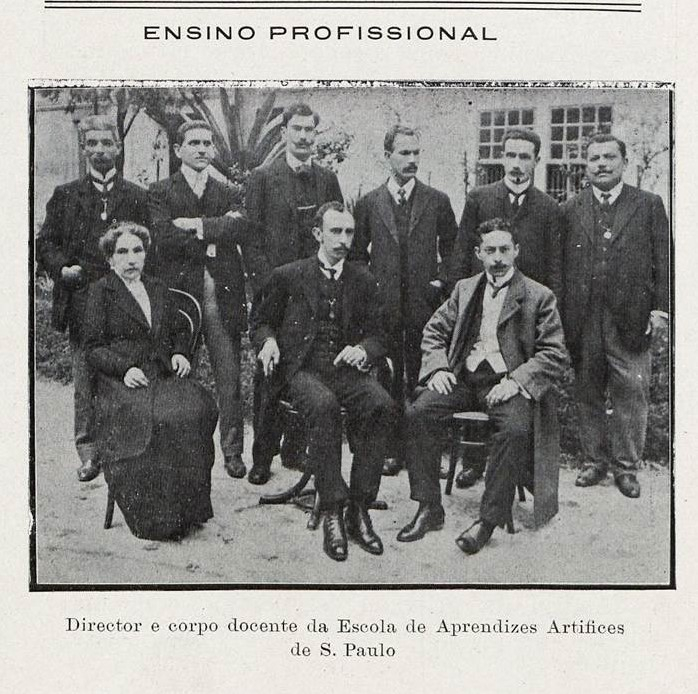 ENSINO PROFISSIONAL
Director e corpo docente da Escola de Aprendizes Artifices
de S. Paulo